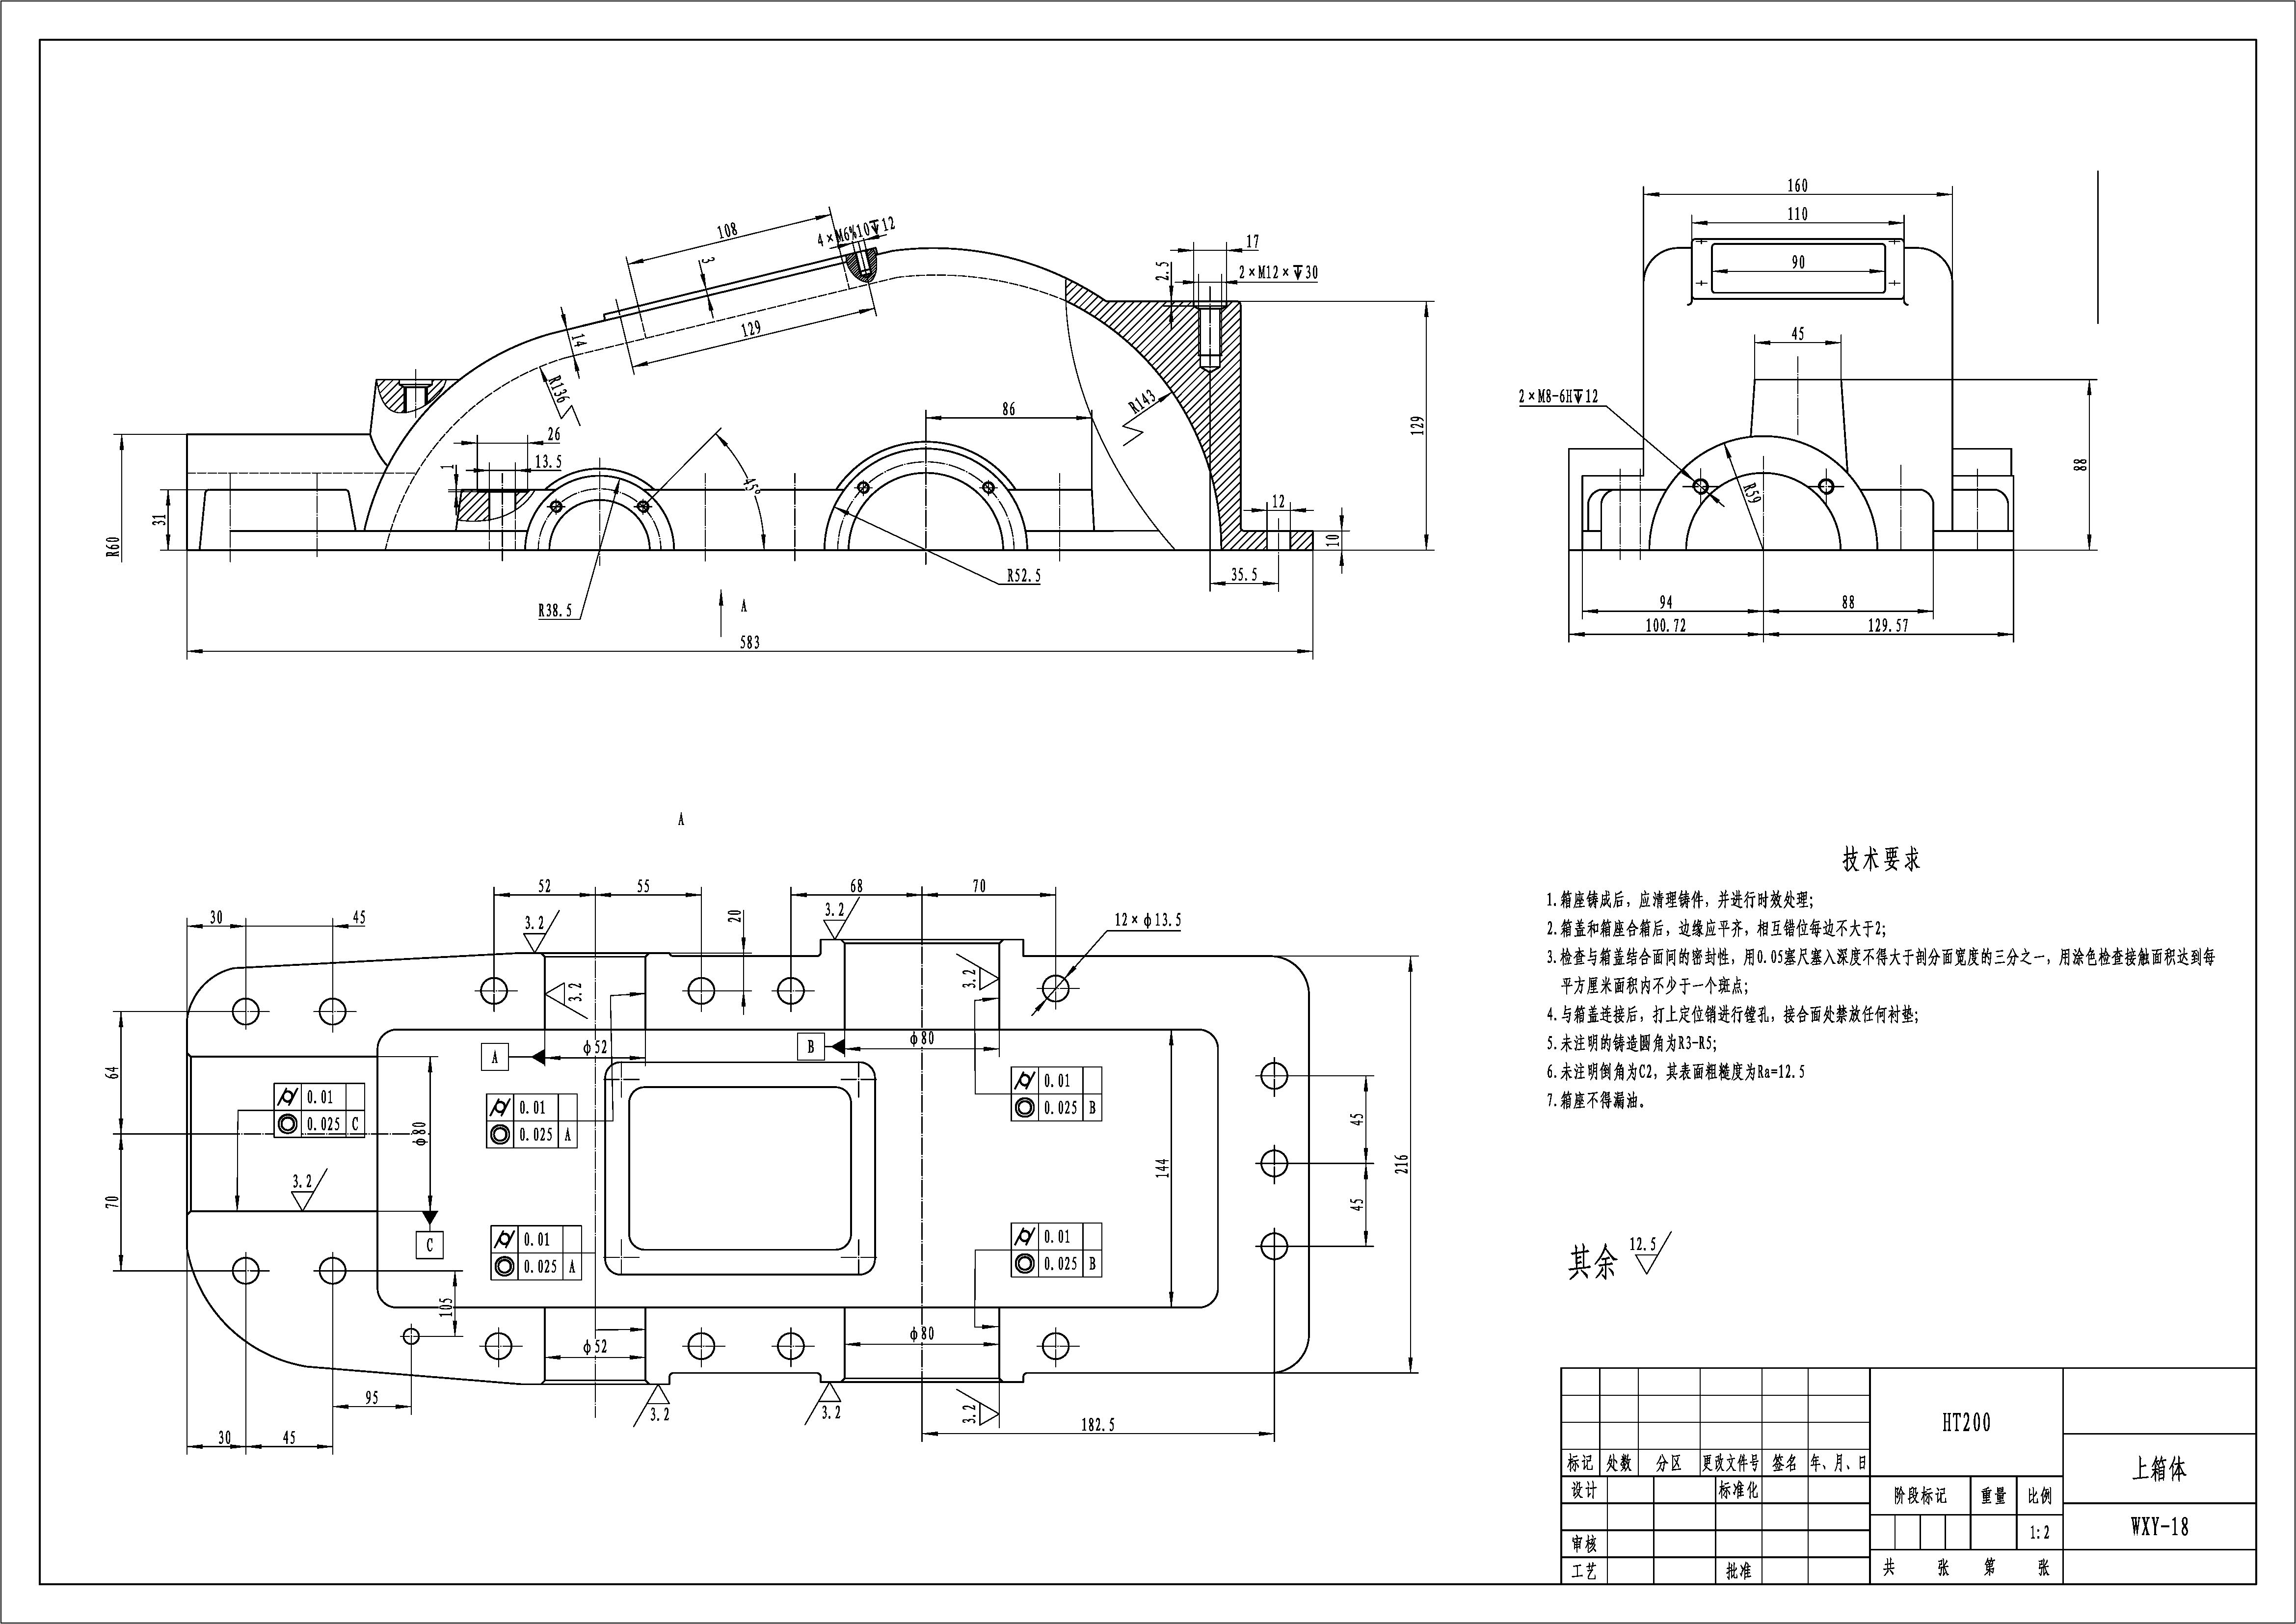 108
3
4×M6%10↧12
129
14
R136
17
2.5
2×M12×↧30
R143
129
86
26
13.5
1
45°
31
R60
12
10
35.5
R52.5
R38.5
A
583
160
110
90
45
2×M8-6H↧12
R59
88
94
88
100.72
129.57
A
52
55
68
70
20
30
45
3.2
3.2
12×φ13.5
3.2
3.2
64
70
A
φ52
B
φ80
0.01
0.025 C
φ80
3.2
C
0.01
0.025 A
0.01
0.025 B
144
45
45
216
0.01
0.025 A
0.01
0.025 B
105
φ52
φ80
95
3.2
3.2
3.2
182.5
30
45
技术要求
1.箱座铸成后，应清理铸件，并进行时效处理；
2.箱盖和箱座合箱后，边缘应平齐，相互错位每边不大于2；
3.检查与箱盖结合面间的密封性，用0.05塞尺塞入深度不得大于剖分面宽度的三分之一，用涂色检查接触面积达到每
平方厘米面积内不少于一个斑点；
4.与箱盖连接后，打上定位销进行镗孔，接合面处禁放任何衬垫；
5.未注明的铸造圆角为R3-R5；
6.未注明倒角为C2，其表面粗糙度为Ra=12.5
7.箱座不得漏油。
其余 12.5
HT200
标记 处数 分区 更改文件号 签名 年、月、日
上箱体
设计 标准化
阶段标记 重量 比例
1:2
WXY-18
审核
工艺 批准
共 张 第 张